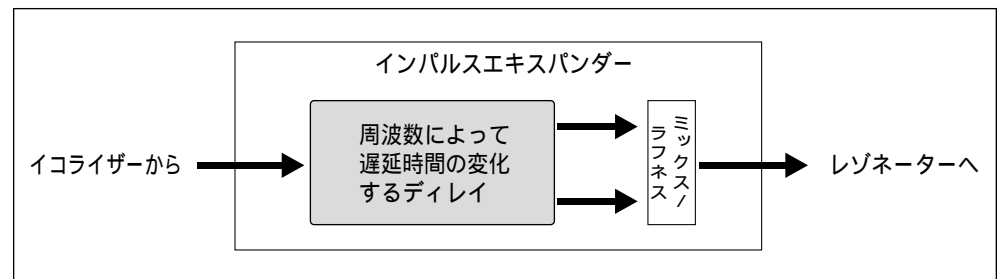 インパルスエキスパンダー
イコライザーから
周波数によって
遅延時間の変化
するディレイ
ミックス/
ラフネス
レゾネーターへ